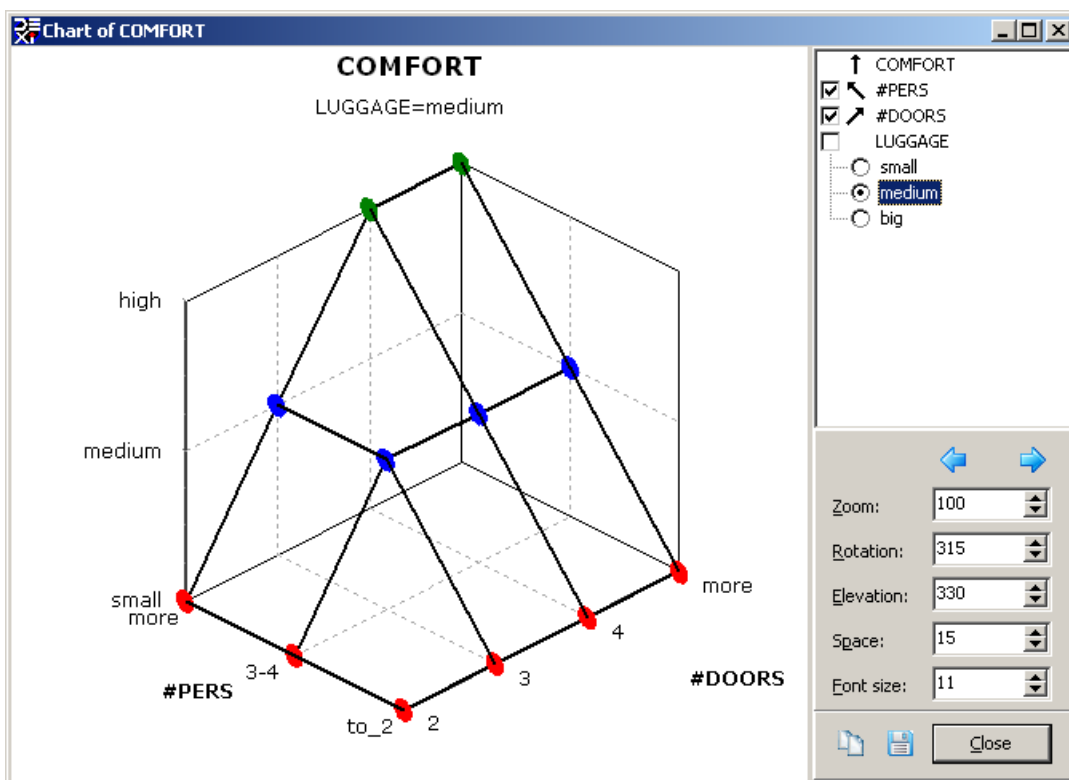 Chart of COMFORT
COMFORT
LUGGAGE=medium
high
medium
small
more
3-4
#PERS
to_2
2
3
4
more
#DOORS
COMFORT
#PERS
#DOORS
LUGGAGE
small
medium
big
Zoom: 100
Rotation: 315
Elevation: 330
Space: 15
Font size: 11
Close